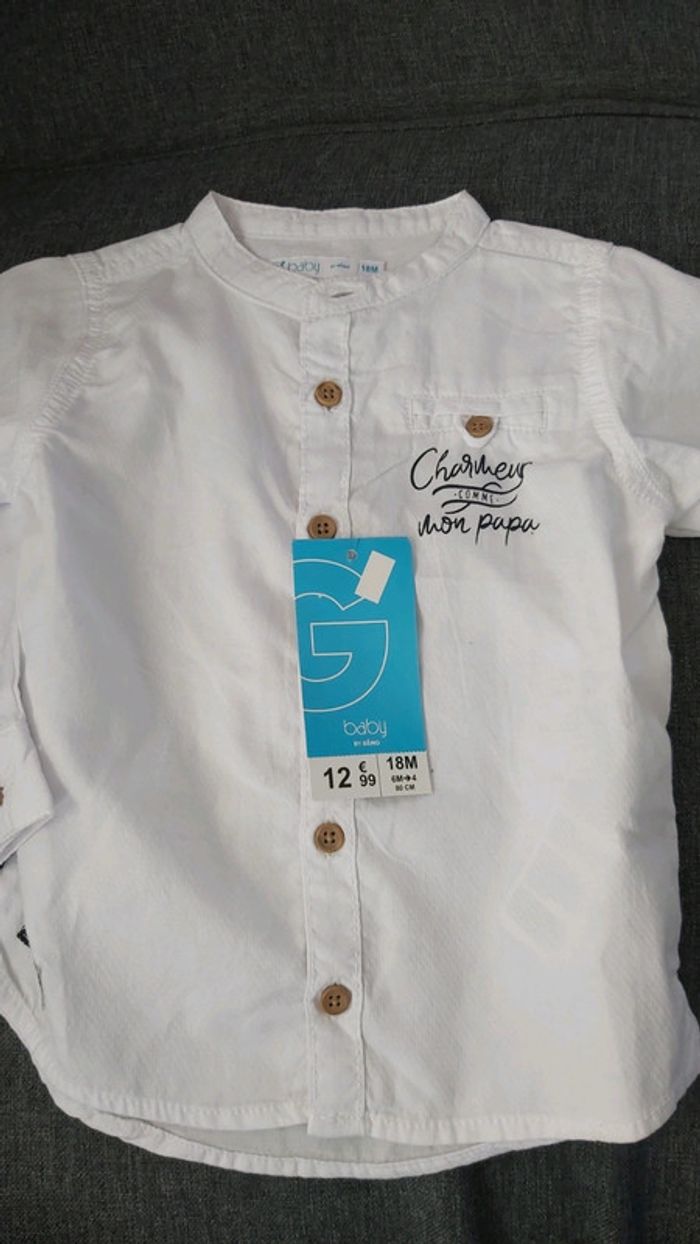 baby 18M
Charmeur
COMME
mon papa
G
baby
BY GÉMO
12 €99
18M
6M→4
80 CM